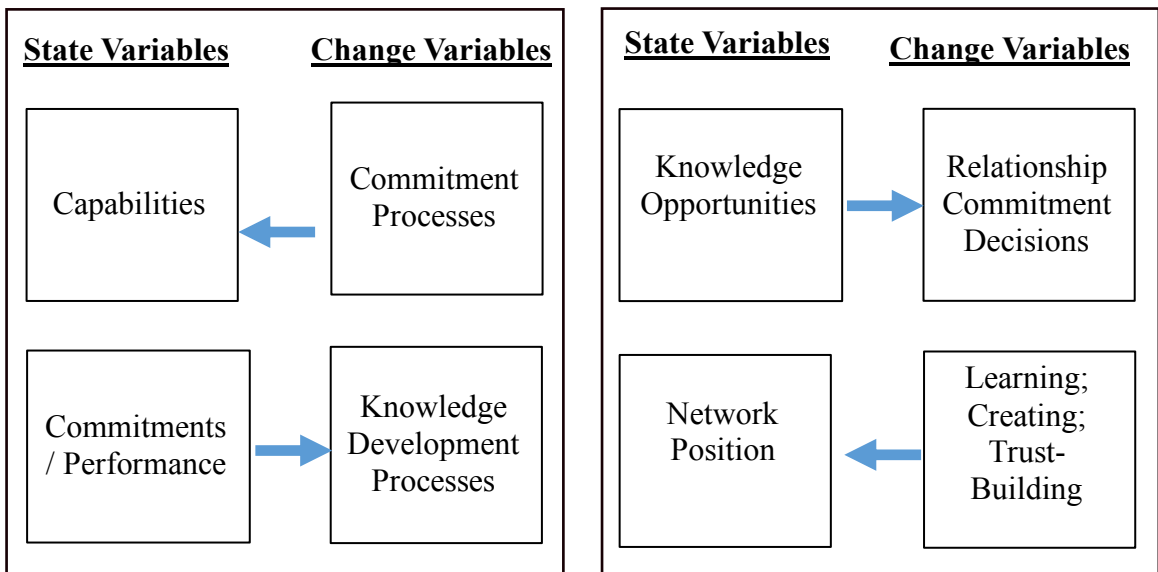 State Variables
Change Variables
Capabilities
Commitment
Processes
Commitments
/ Performance
Knowledge
Development
Processes
State Variables
Change Variables
Knowledge
Opportunities
Relationship
Commitment
Decisions
Network
Position
Learning;
Creating;
Trust-
Building